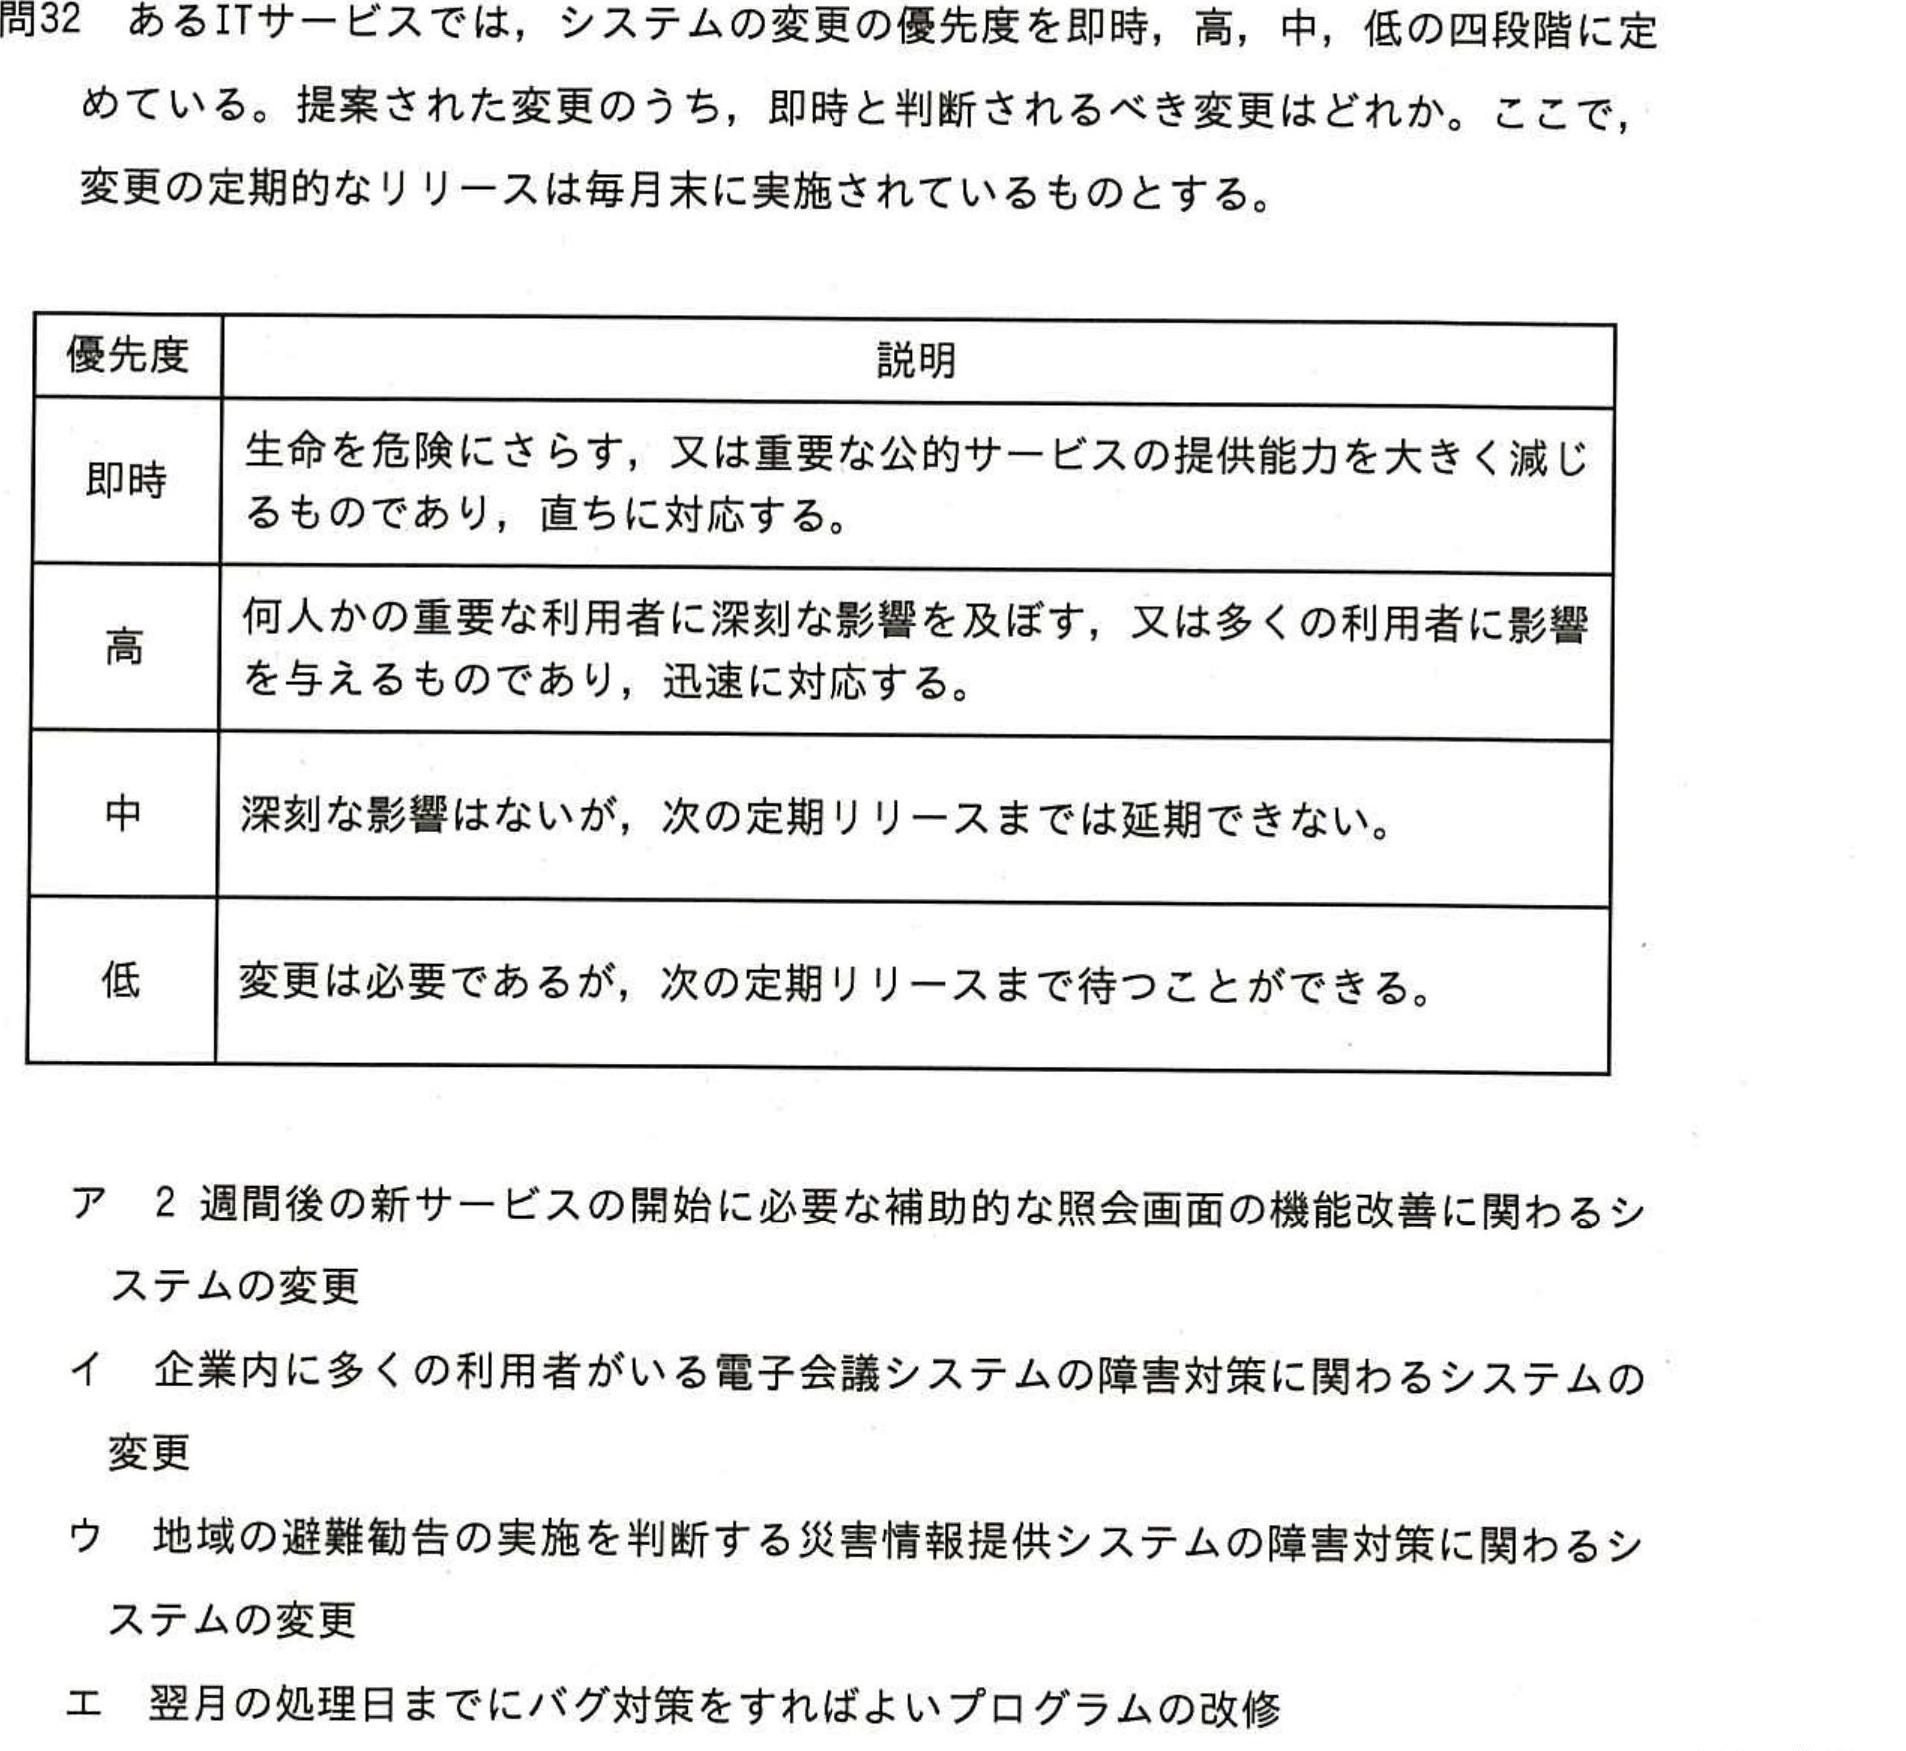 問32　あるITサービスでは，システムの変更の優先度を即時，高，中，低の四段階に定
めている。提案された変更のうち，即時と判断されるべき変更はどれか。ここで，
変更の定期的なリリースは毎月末に実施されているものとする。
優先度　説明
即時　生命を危険にさらす，又は重要な公的サービスの提供能力を大きく減じ
るものであり，直ちに対応する。
高　何人かの重要な利用者に深刻な影響を及ぼす，又は多くの利用者に影響
を与えるものであり，迅速に対応する。
中　深刻な影響はないが，次の定期リリースまでは延期できない。
低　変更は必要であるが，次の定期リリースまで待つことができる。
ア　2 週間後の新サービスの開始に必要な補助的な照会画面の機能改善に関わるシ
ステムの変更
イ　企業内に多くの利用者がいる電子会議システムの障害対策に関わるシステムの
変更
ウ　地域の避難勧告の実施を判断する災害情報提供システムの障害対策に関わるシ
ステムの変更
エ　翌月の処理日までにバグ対策をすればよいプログラムの改修